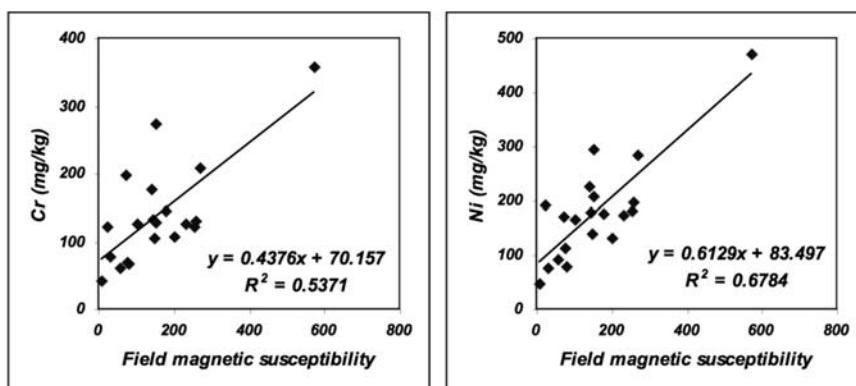 400
300
200
100
0
Cr (mg/kg)
y = 0.4376x + 70.157
R² = 0.5371
0 200 400 600 800
Field magnetic susceptibility
500
400
300
200
100
0
Ni (mg/kg)
y = 0.6129x + 83.497
R² = 0.6784
0 200 400 600 800
Field magnetic susceptibility